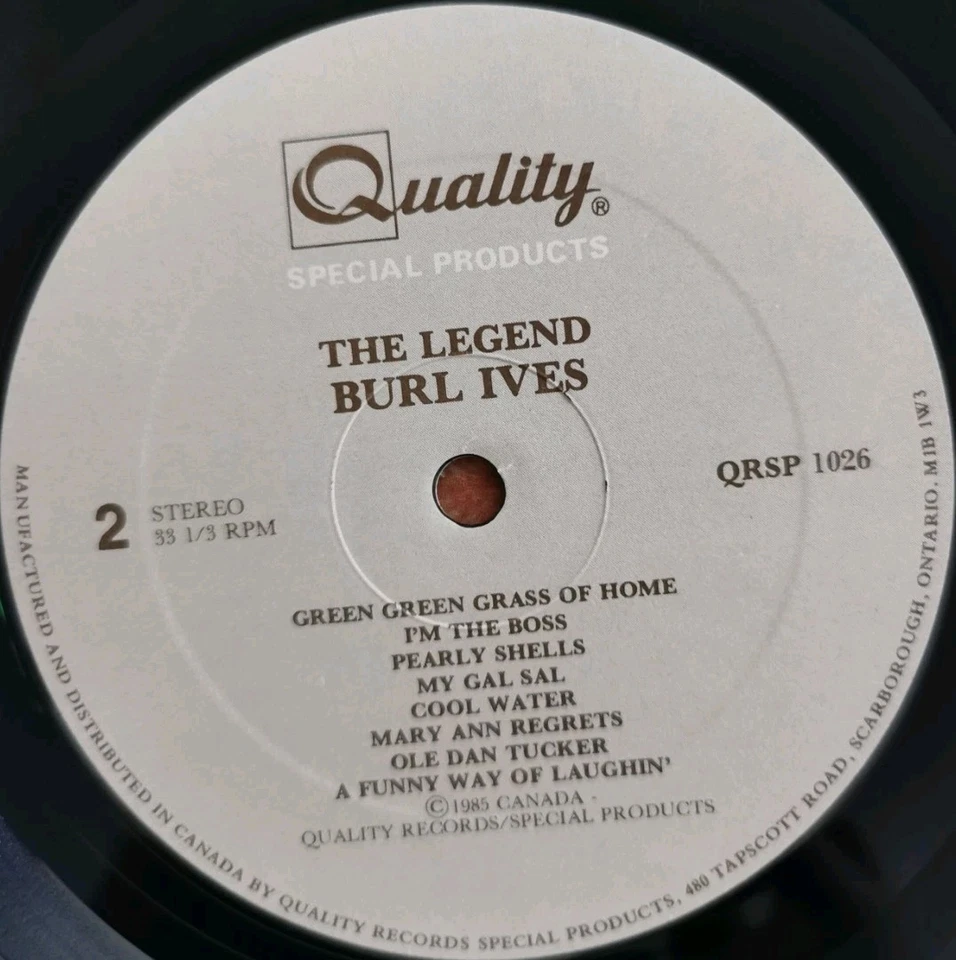 Quality®
SPECIAL PRODUCTS
THE LEGEND
BURL IVES
QRSP 1026
2
STEREO
33 1/3 RPM
GREEN GREEN GRASS OF HOME
I'M THE BOSS
PEARLY SHELLS
MY GAL SAL
COOL WATER
MARY ANN REGRETS
OLE DAN TUCKER
A FUNNY WAY OF LAUGHIN'
©1985 CANADA -
QUALITY RECORDS/SPECIAL PRODUCTS
MANUFACTURED AND DISTRIBUTED IN CANADA BY QUALITY RECORDS SPECIAL PRODUCTS, 480 TAPSCOTT ROAD, SCARBOROUGH, ONTARIO. M1B 1W3